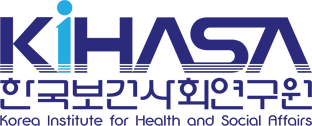 KiHASA
한국보건사회연구원
Korea Institute for Health and Social Affairs